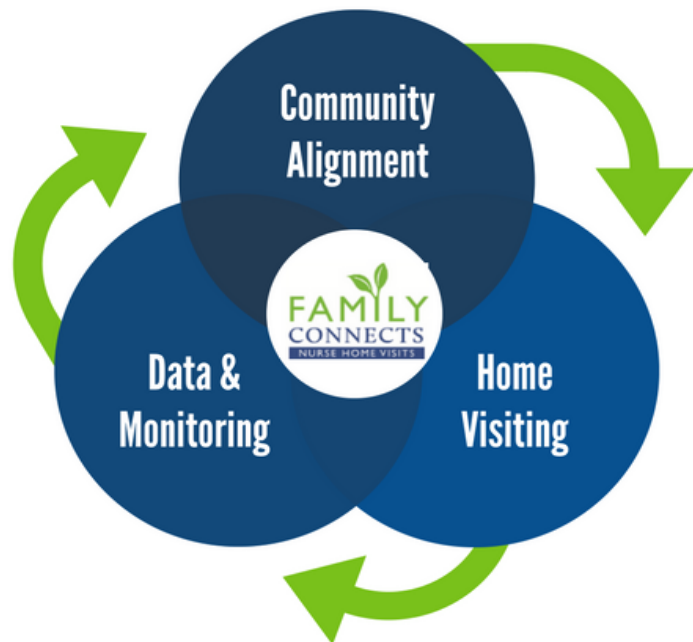 Community
Alignment
FAMILY
CONNECTS
NURSE HOME VISITS
Data &
Monitoring
Home
Visiting